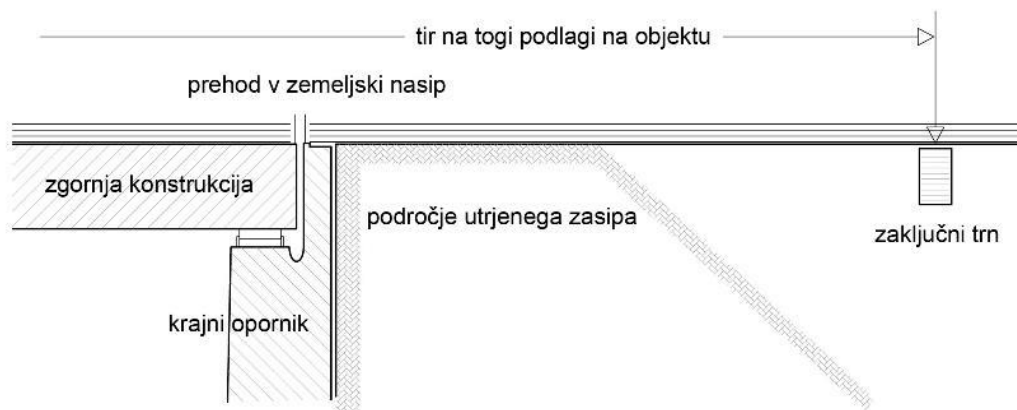 tir na togi podlagi na objektu
prehod v zemeljski nasip
zgornja konstrukcija
področje utrjenega zasipa
zaključni trn
krajni opornik